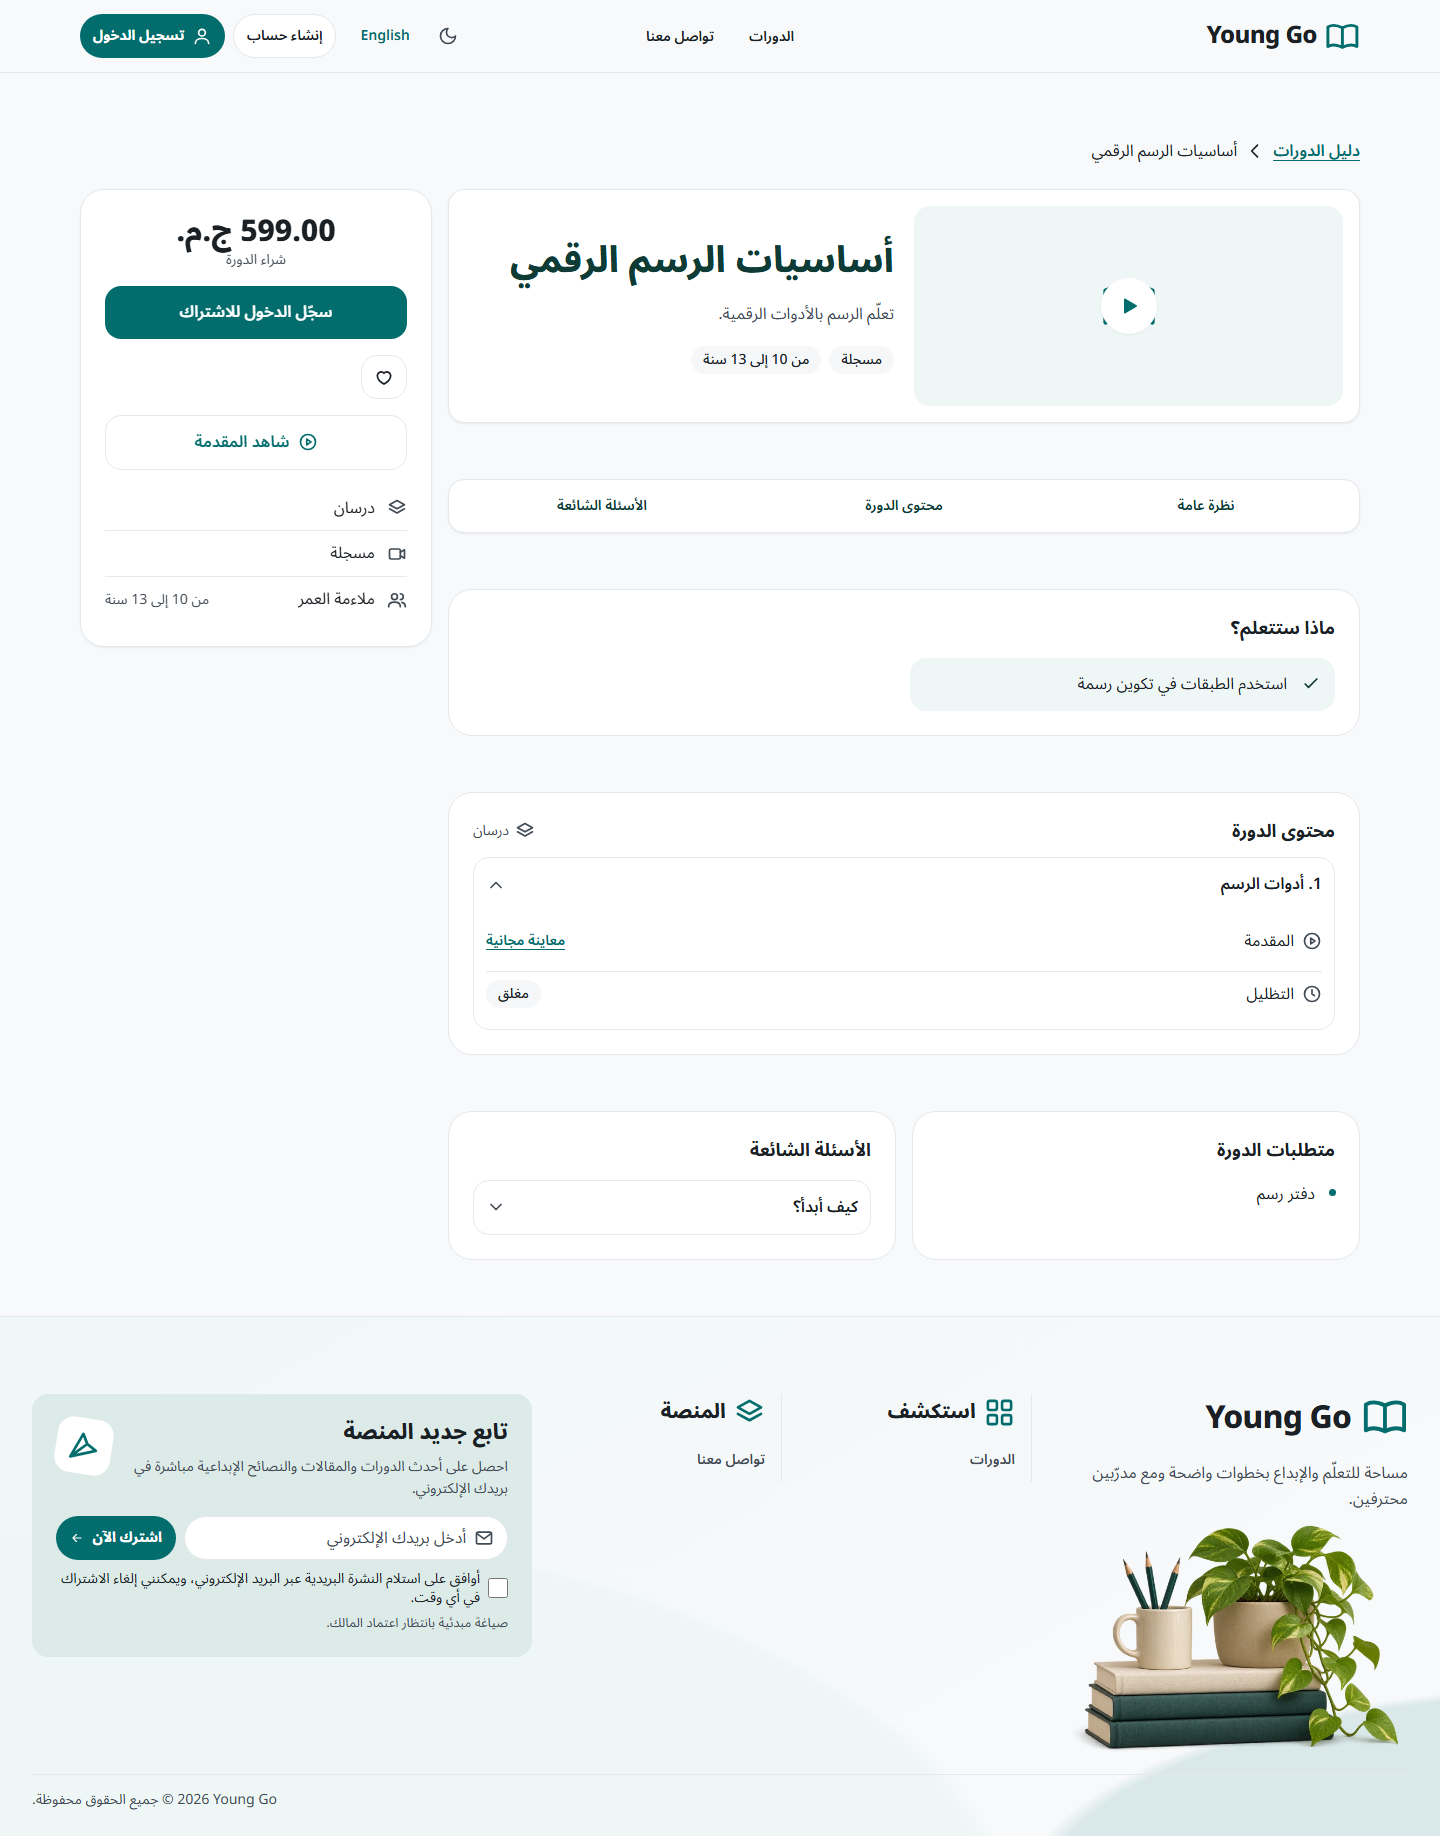 Young Go
الدورات
تواصل معنا
English
إنشاء حساب
تسجيل الدخول
دليل الدورات
أساسيات الرسم الرقمي
أساسيات الرسم الرقمي
تعلّم الرسم بالأدوات الرقمية.
مسجلة
من 10 إلى 13 سنة
599.00 ج.م.
شراء الدورة
سجّل الدخول للاشتراك
شاهد المقدمة
درسان
مسجلة
ملاءمة العمر
من 10 إلى 13 سنة
نظرة عامة
محتوى الدورة
الأسئلة الشائعة
ماذا ستتعلم؟
استخدم الطبقات في تكوين رسمة
محتوى الدورة
درسان
1. أدوات الرسم
المقدمة
معاينة مجانية
التظليل
مغلق
متطلبات الدورة
دفتر رسم
الأسئلة الشائعة
كيف أبدأ؟
Young Go
مساحة للتعلّم والإبداع بخطوات واضحة ومع مدرّبين
محترفين.
استكشف
الدورات
المنصة
تواصل معنا
تابع جديد المنصة
احصل على أحدث الدورات والمقالات والنصائح الإبداعية مباشرة في
بريدك الإلكتروني.
أدخل بريدك الإلكتروني
اشترك الآن
أوافق على استلام النشرة البريدية عبر البريد الإلكتروني، ويمكنني إلغاء الاشتراك
في أي وقت.
صياغة مبدئية بانتظار اعتماد المالك.
Young Go 2026 © جميع الحقوق محفوظة.